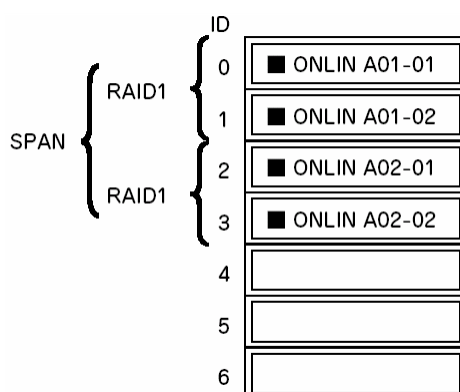 ID
0 ■ ONLIN A01-01
RAID1
1 ■ ONLIN A01-02
SPAN
2 ■ ONLIN A02-01
RAID1
3 ■ ONLIN A02-02
4
5
6